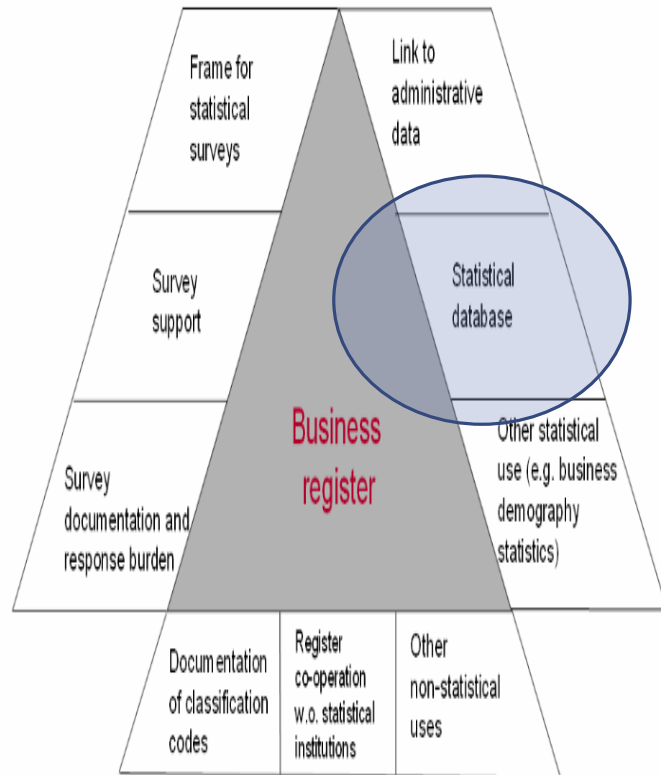 Frame for
statistical
surveys
Link to
administrative
data
Survey
support
Statistical
database
Business
register
Survey
documentation and
response burden
Other statistical
use (e.g. business
demography
statistics)
Documentation
of classification
codes
Register
co-operation
w.o. statistical
institutions
Other
non-statistical
uses